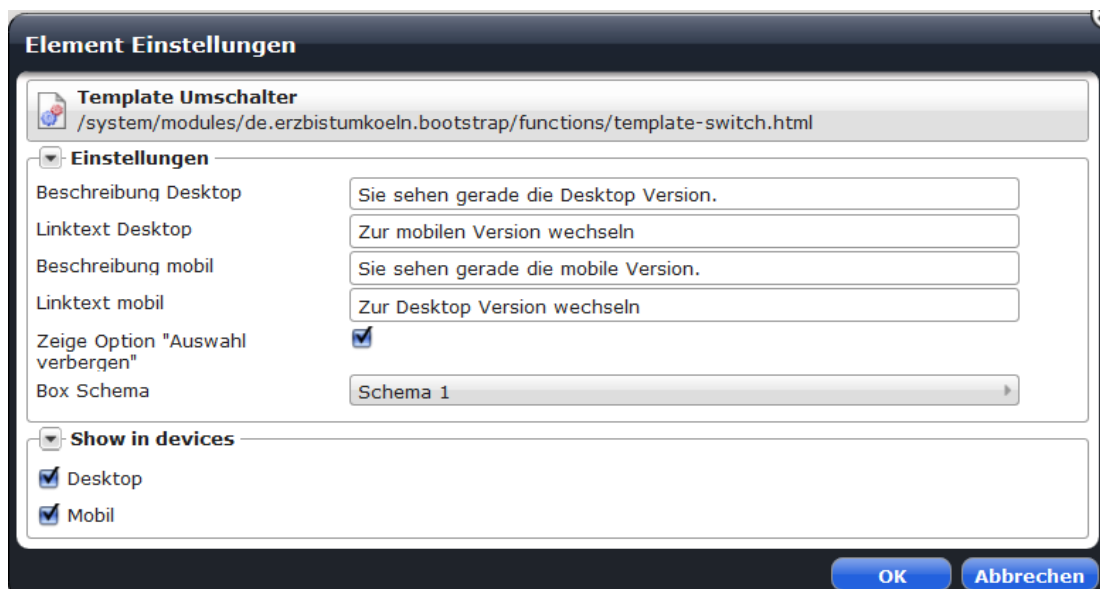 Element Einstellungen
Template Umschalter
/system/modules/de.erzbistumkoeln.bootstrap/functions/template-switch.html
Einstellungen
Beschreibung Desktop
Sie sehen gerade die Desktop Version.
Linktext Desktop
Zur mobilen Version wechseln
Beschreibung mobil
Sie sehen gerade die mobile Version.
Linktext mobil
Zur Desktop Version wechseln
Zeige Option "Auswahl
verbergen"
Box Schema
Schema 1
Show in devices
Desktop
Mobil
OK
Abbrechen